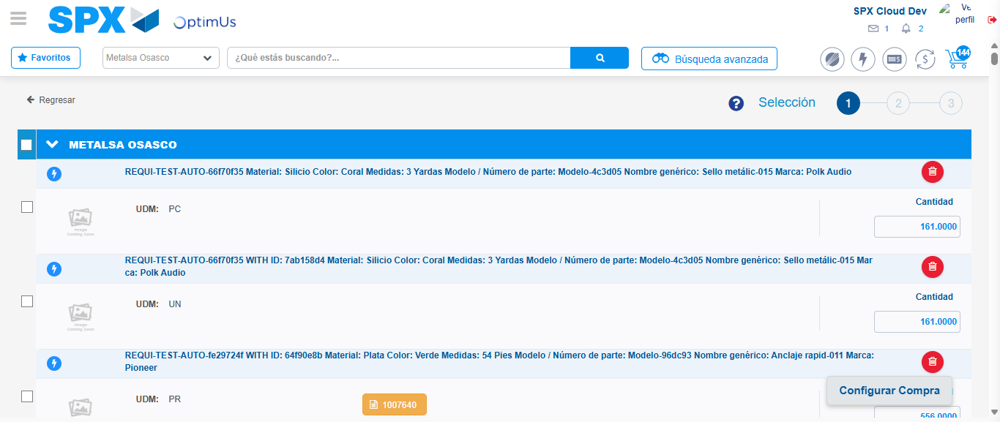 SPX OptimUs
SPX Cloud Dev
Ve
perfil
1 2
Favoritos
Metalsa Osasco
¿Qué estás buscando?...
Búsqueda avanzada
144
Regresar
? Selección 1 2 3
METALSA OSASCO
REQUI-TEST-AUTO-66f70f35 Material: Silicio Color: Coral Medidas: 3 Yardas Modelo / Número de parte: Modelo-4c3d05 Nombre genérico: Sello metálic-015 Marca: Polk Audio
UDM: PC
Cantidad
161.0000
Image
Coming Soon
REQUI-TEST-AUTO-66f70f35 WITH ID: 7ab158d4 Material: Silicio Color: Coral Medidas: 3 Yardas Modelo / Número de parte: Modelo-4c3d05 Nombre genérico: Sello metálic-015 Mar
ca: Polk Audio
UDM: UN
Cantidad
161.0000
Image
Coming Soon
REQUI-TEST-AUTO-fe29724f WITH ID: 64f90e8b Material: Plata Color: Verde Medidas: 54 Pies Modelo / Número de parte: Modelo-96dc93 Nombre genérico: Anclaje rapid-011 Marca:
Pioneer
UDM: PR
1007640
Configurar Compra
556.0000